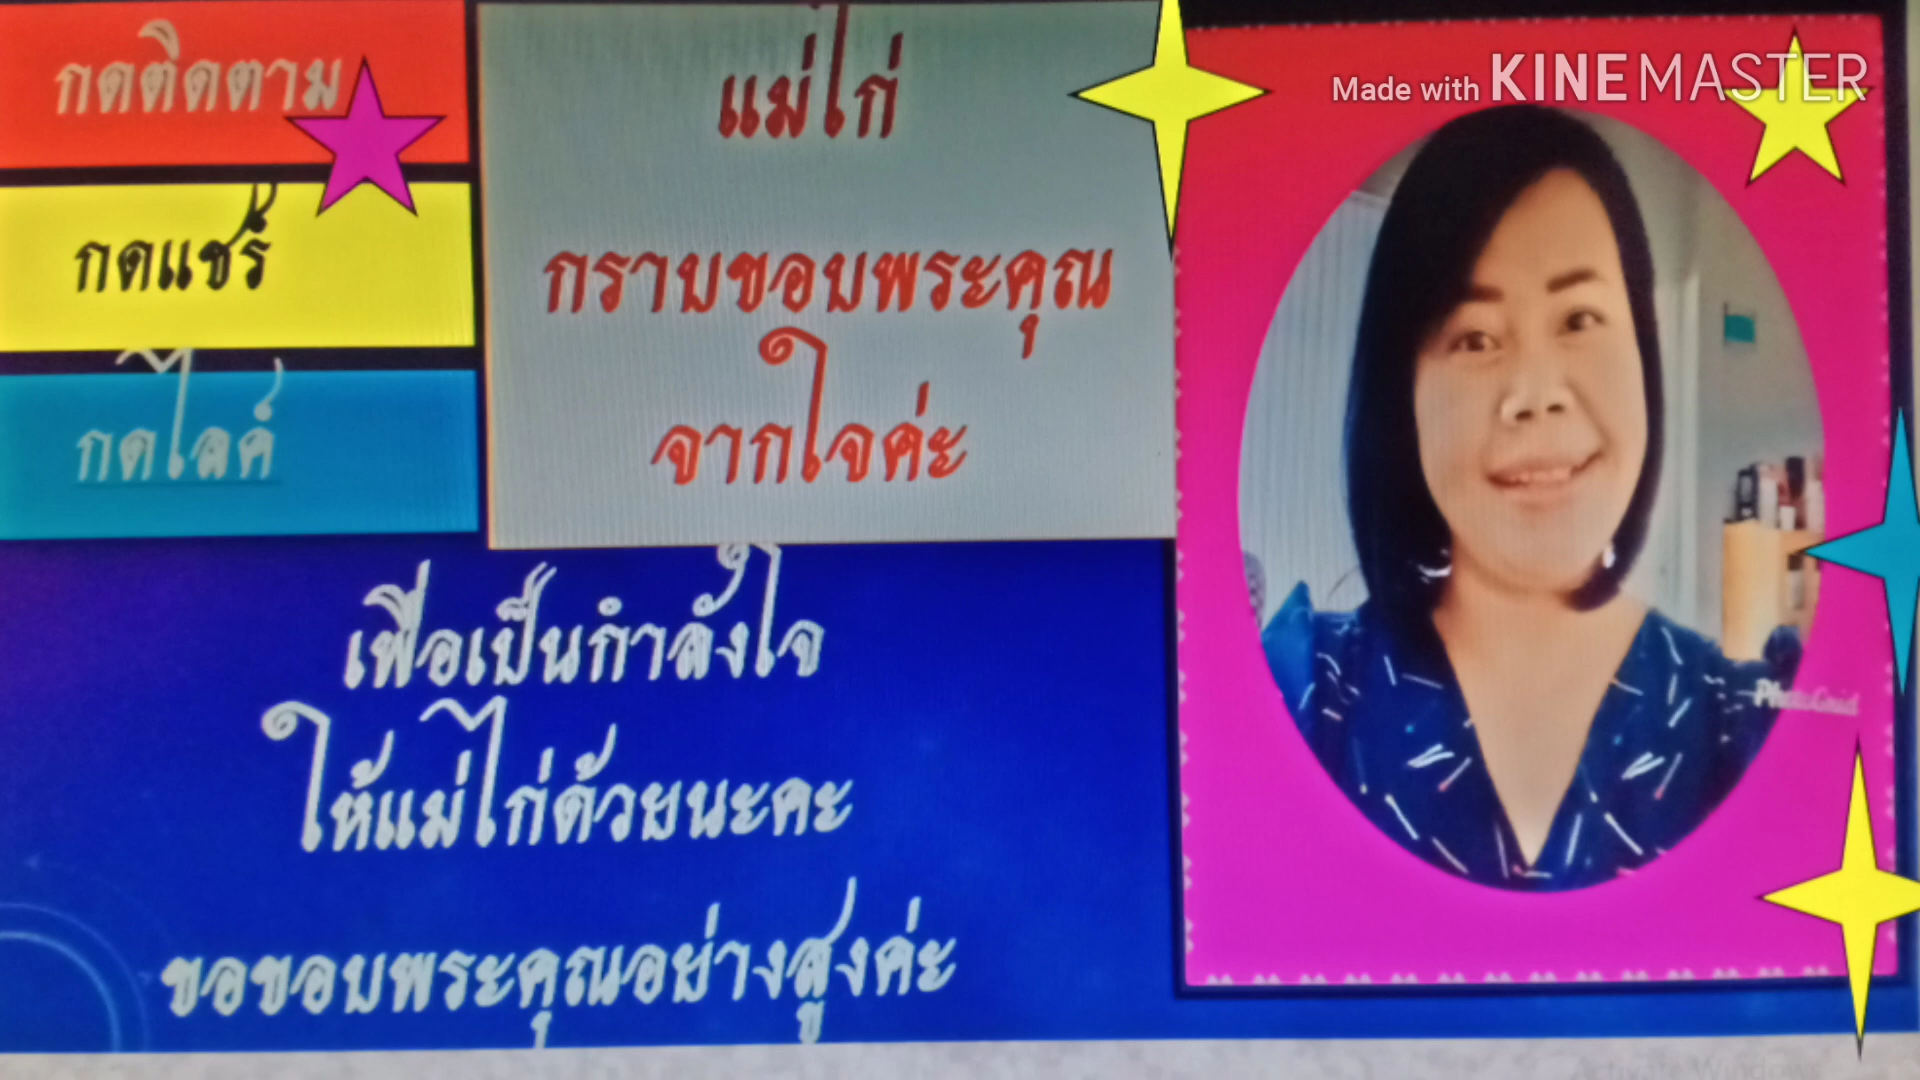 กดติดตาม
กดแชร์
กดไลค์
แม่ไก่
กราบขอบพระคุณ
จากใจค่ะ
Made with KINEMASTER
เพื่อเป็นกำลังใจ
ให้แม่ไก่ด้วยนะคะ
ขอขอบพระคุณอย่างสูงค่ะ
PhotoGrid
Activate Windows